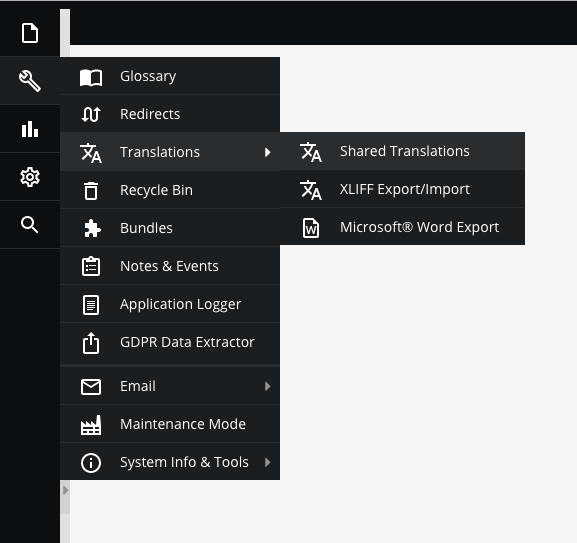 Glossary
Redirects
Translations
Shared Translations
XLIFF Export/Import
Microsoft® Word Export
Recycle Bin
Bundles
Notes & Events
Application Logger
GDPR Data Extractor
Email
Maintenance Mode
System Info & Tools